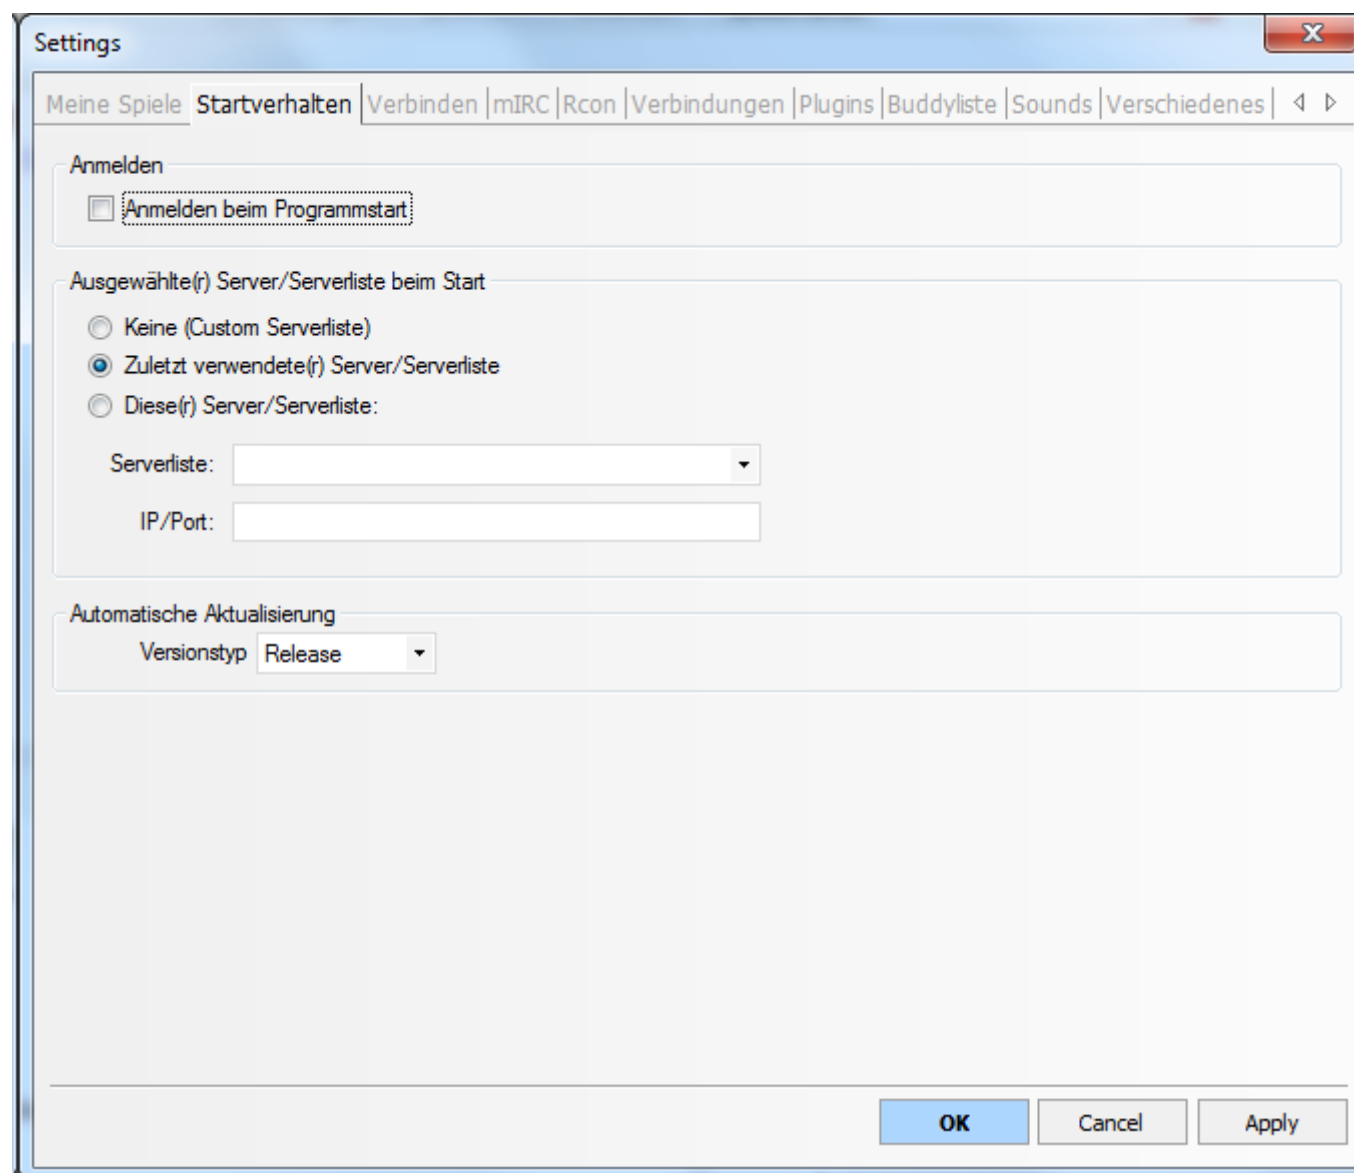 Settings
Meine Spiele Startverhalten Verbinden mIRC Rcon Verbindungen Plugins Buddyliste Sounds Verschiedenes
Anmelden
Anmelden beim Programmstart
Ausgewählte(r) Server/Serverliste beim Start
Keine (Custom Serverliste)
Zuletzt verwendete(r) Server/Serverliste
Diese(r) Server/Serverliste:
Serverliste:
IP/Port:
Automatische Aktualisierung
Versionstyp Release
OK Cancel Apply